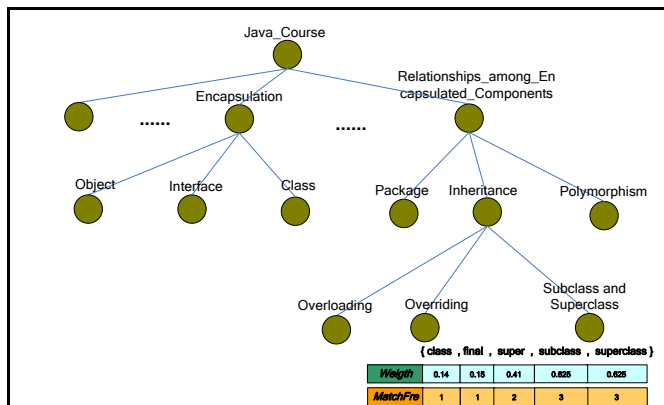 Java_Course
Relationships_among_En
capsulated_Components
Encapsulation
......
......
Object
Interface
Class
Package
Inheritance
Polymorphism
Overloading
Overriding
Subclass and
Superclass
{ class , final , super , subclass , superclass }
Weigth 0.14 0.15 0.41 0.625 0.625
MatchFre 1 1 2 3 3